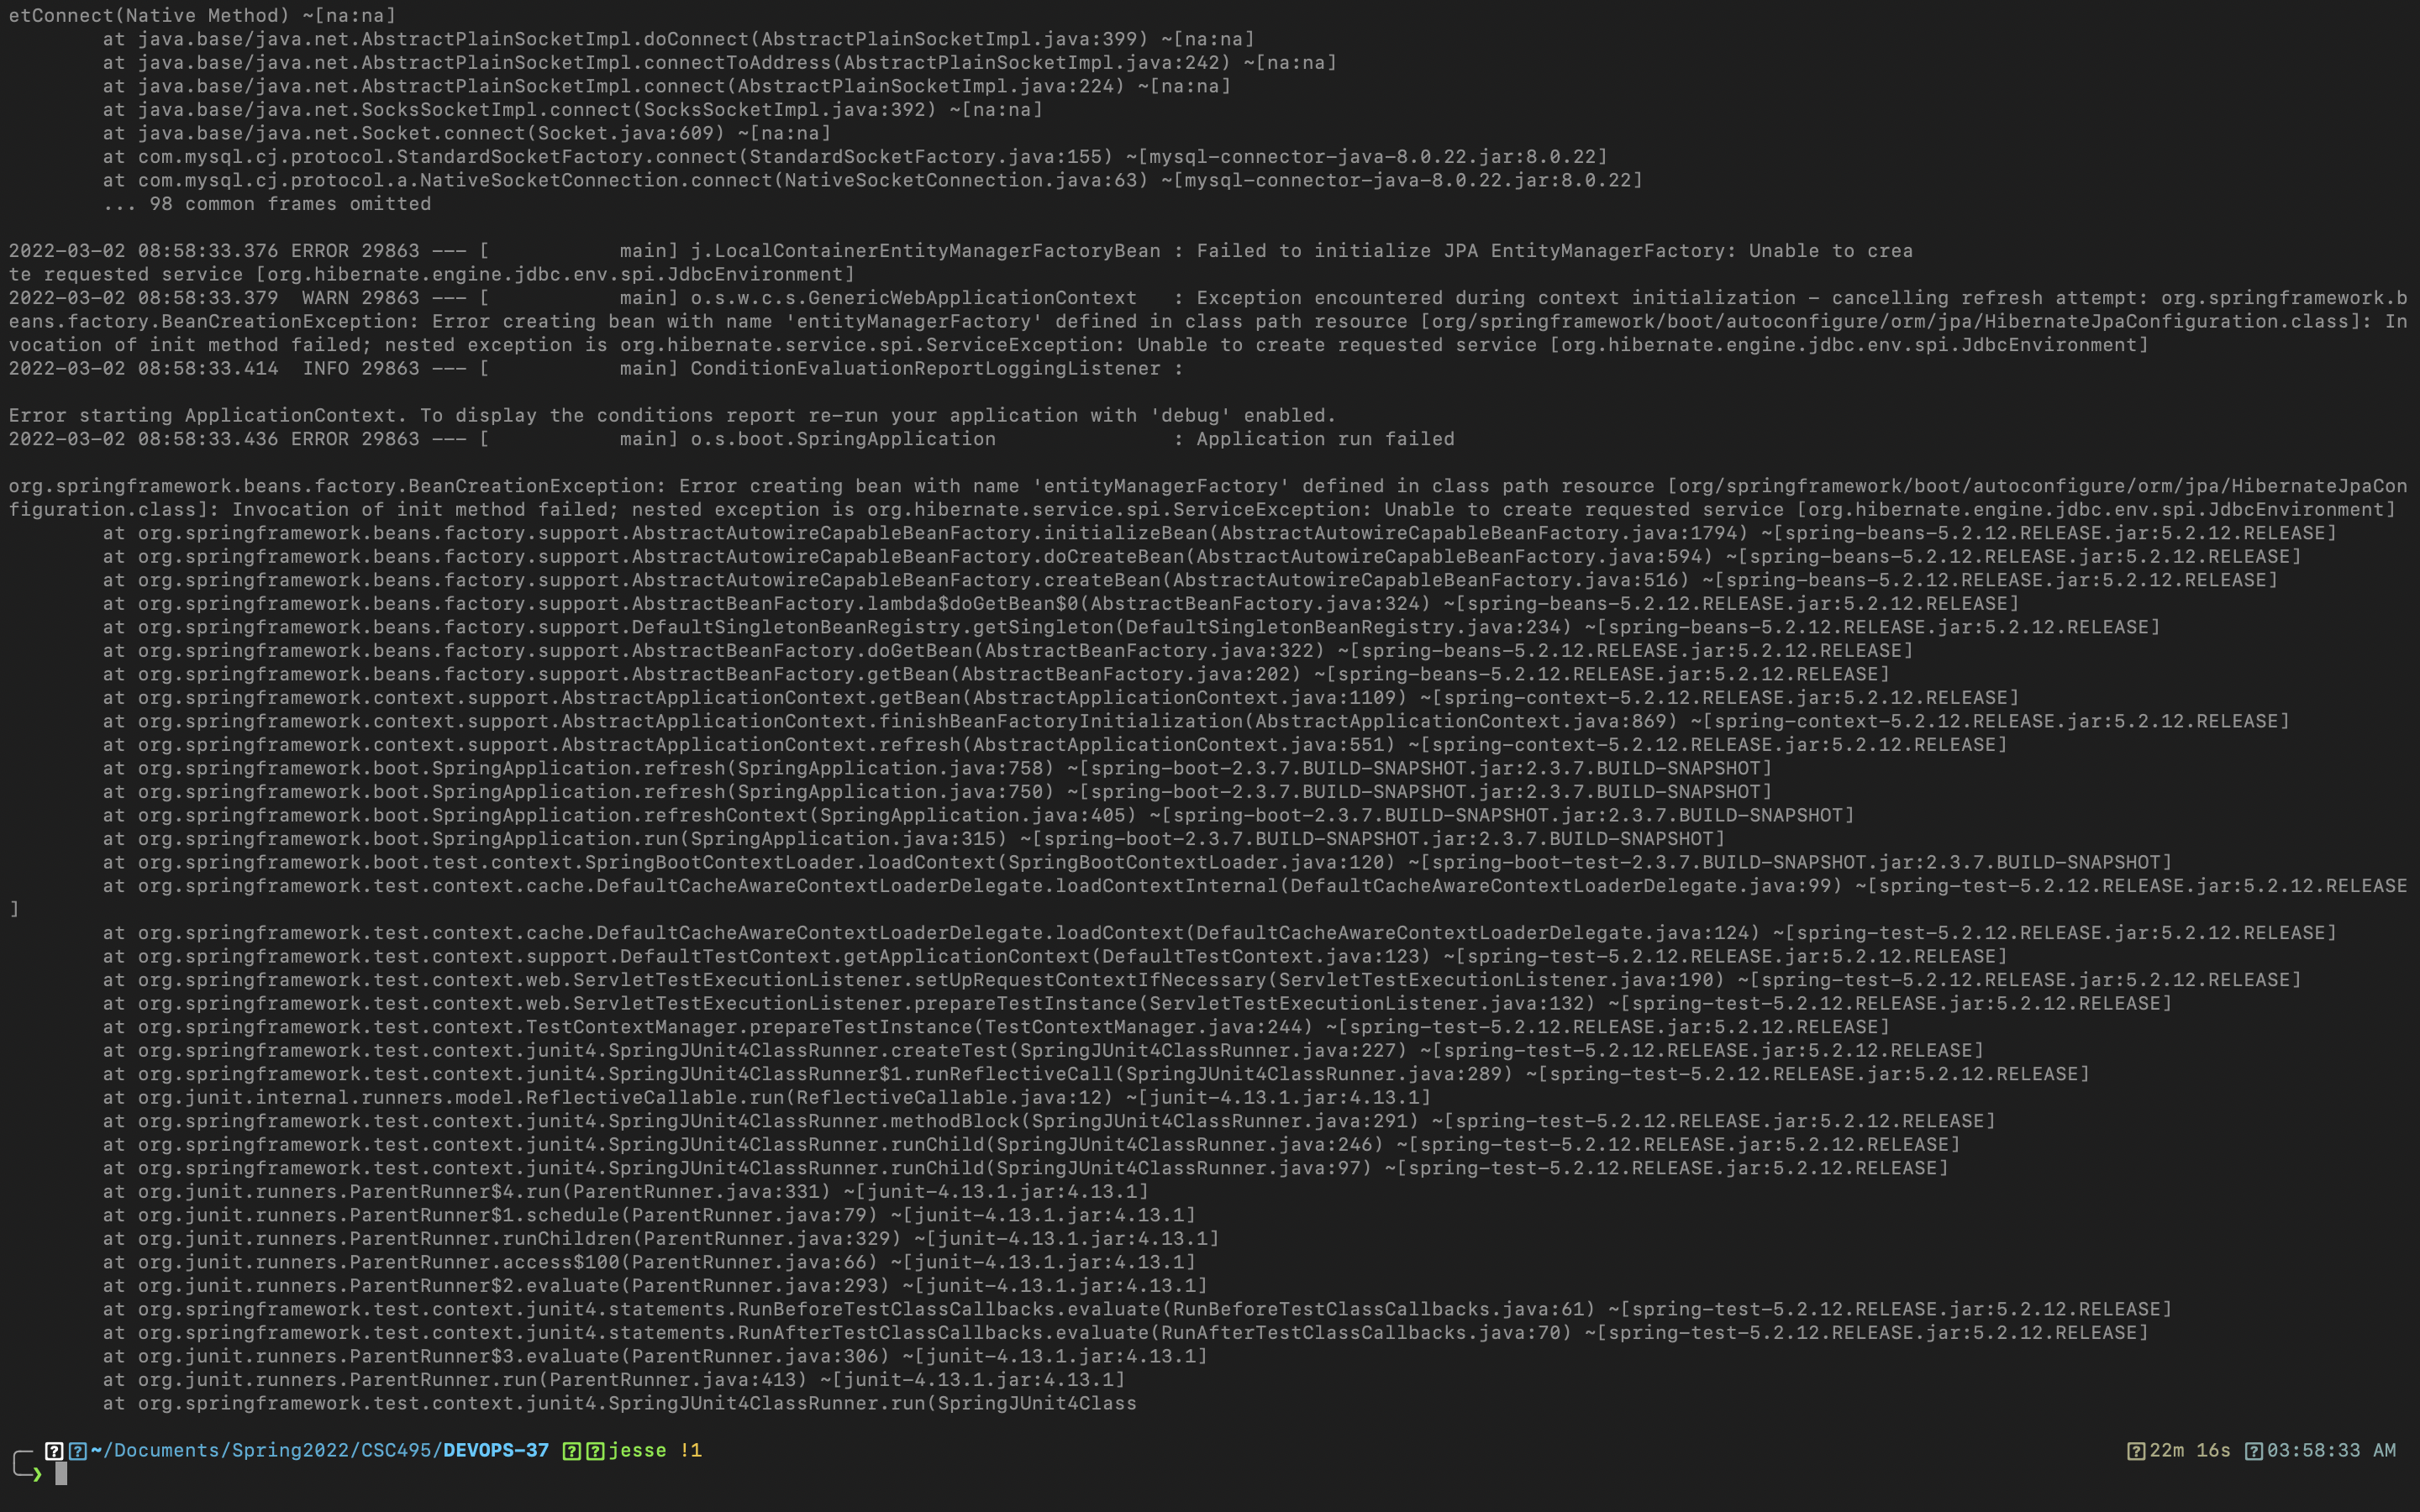 etConnect(Native Method) ~[na:na]
        at java.base/java.net.AbstractPlainSocketImpl.doConnect(AbstractPlainSocketImpl.java:399) ~[na:na]
        at java.base/java.net.AbstractPlainSocketImpl.connectToAddress(AbstractPlainSocketImpl.java:242) ~[na:na]
        at java.base/java.net.AbstractPlainSocketImpl.connect(AbstractPlainSocketImpl.java:224) ~[na:na]
        at java.base/java.net.SocksSocketImpl.connect(SocksSocketImpl.java:392) ~[na:na]
        at java.base/java.net.Socket.connect(Socket.java:609) ~[na:na]
        at com.mysql.cj.protocol.StandardSocketFactory.connect(StandardSocketFactory.java:155) ~[mysql-connector-java-8.0.22.jar:8.0.22]
        at com.mysql.cj.protocol.a.NativeSocketConnection.connect(NativeSocketConnection.java:63) ~[mysql-connector-java-8.0.22.jar:8.0.22]
        ... 98 common frames omitted
2022-03-02 08:58:33.376 ERROR 29863 --- [           main] j.LocalContainerEntityManagerFactoryBean : Failed to initialize JPA EntityManagerFactory: Unable to crea
te requested service [org.hibernate.engine.jdbc.env.spi.JdbcEnvironment]
2022-03-02 08:58:33.379  WARN 29863 --- [           main] o.s.w.c.s.GenericWebApplicationContext   : Exception encountered during context initialization - cancelling refresh attempt: org.springframework.b
eans.factory.BeanCreationException: Error creating bean with name 'entityManagerFactory' defined in class path resource [org/springframework/boot/autoconfigure/orm/jpa/HibernateJpaConfiguration.class]: In
vocation of init method failed; nested exception is org.hibernate.service.spi.ServiceException: Unable to create requested service [org.hibernate.engine.jdbc.env.spi.JdbcEnvironment]
2022-03-02 08:58:33.414  INFO 29863 --- [           main] ConditionEvaluationReportLoggingListener :
Error starting ApplicationContext. To display the conditions report re-run your application with 'debug' enabled.
2022-03-02 08:58:33.436 ERROR 29863 --- [           main] o.s.boot.SpringApplication               : Application run failed
org.springframework.beans.factory.BeanCreationException: Error creating bean with name 'entityManagerFactory' defined in class path resource [org/springframework/boot/autoconfigure/orm/jpa/HibernateJpaCon
figuration.class]: Invocation of init method failed; nested exception is org.hibernate.service.spi.ServiceException: Unable to create requested service [org.hibernate.engine.jdbc.env.spi.JdbcEnvironment]
        at org.springframework.beans.factory.support.AbstractAutowireCapableBeanFactory.initializeBean(AbstractAutowireCapableBeanFactory.java:1794) ~[spring-beans-5.2.12.RELEASE.jar:5.2.12.RELEASE]
        at org.springframework.beans.factory.support.AbstractAutowireCapableBeanFactory.doCreateBean(AbstractAutowireCapableBeanFactory.java:594) ~[spring-beans-5.2.12.RELEASE.jar:5.2.12.RELEASE]
        at org.springframework.beans.factory.support.AbstractAutowireCapableBeanFactory.createBean(AbstractAutowireCapableBeanFactory.java:516) ~[spring-beans-5.2.12.RELEASE.jar:5.2.12.RELEASE]
        at org.springframework.beans.factory.support.AbstractBeanFactory.lambda$doGetBean$0(AbstractBeanFactory.java:324) ~[spring-beans-5.2.12.RELEASE.jar:5.2.12.RELEASE]
        at org.springframework.beans.factory.support.DefaultSingletonBeanRegistry.getSingleton(DefaultSingletonBeanRegistry.java:234) ~[spring-beans-5.2.12.RELEASE.jar:5.2.12.RELEASE]
        at org.springframework.beans.factory.support.AbstractBeanFactory.doGetBean(AbstractBeanFactory.java:322) ~[spring-beans-5.2.12.RELEASE.jar:5.2.12.RELEASE]
        at org.springframework.beans.factory.support.AbstractBeanFactory.getBean(AbstractBeanFactory.java:202) ~[spring-beans-5.2.12.RELEASE.jar:5.2.12.RELEASE]
        at org.springframework.context.support.AbstractApplicationContext.getBean(AbstractApplicationContext.java:1109) ~[spring-context-5.2.12.RELEASE.jar:5.2.12.RELEASE]
        at org.springframework.context.support.AbstractApplicationContext.finishBeanFactoryInitialization(AbstractApplicationContext.java:869) ~[spring-context-5.2.12.RELEASE.jar:5.2.12.RELEASE]
        at org.springframework.context.support.AbstractApplicationContext.refresh(AbstractApplicationContext.java:551) ~[spring-context-5.2.12.RELEASE.jar:5.2.12.RELEASE]
        at org.springframework.boot.SpringApplication.refresh(SpringApplication.java:758) ~[spring-boot-2.3.7.BUILD-SNAPSHOT.jar:2.3.7.BUILD-SNAPSHOT]
        at org.springframework.boot.SpringApplication.refresh(SpringApplication.java:750) ~[spring-boot-2.3.7.BUILD-SNAPSHOT.jar:2.3.7.BUILD-SNAPSHOT]
        at org.springframework.boot.SpringApplication.refreshContext(SpringApplication.java:405) ~[spring-boot-2.3.7.BUILD-SNAPSHOT.jar:2.3.7.BUILD-SNAPSHOT]
        at org.springframework.boot.SpringApplication.run(SpringApplication.java:315) ~[spring-boot-2.3.7.BUILD-SNAPSHOT.jar:2.3.7.BUILD-SNAPSHOT]
        at org.springframework.boot.test.context.SpringBootContextLoader.loadContext(SpringBootContextLoader.java:120) ~[spring-boot-test-2.3.7.BUILD-SNAPSHOT.jar:2.3.7.BUILD-SNAPSHOT]
        at org.springframework.test.context.cache.DefaultCacheAwareContextLoaderDelegate.loadContextInternal(DefaultCacheAwareContextLoaderDelegate.java:99) ~[spring-test-5.2.12.RELEASE.jar:5.2.12.RELEASE
]
        at org.springframework.test.context.cache.DefaultCacheAwareContextLoaderDelegate.loadContext(DefaultCacheAwareContextLoaderDelegate.java:124) ~[spring-test-5.2.12.RELEASE.jar:5.2.12.RELEASE]
        at org.springframework.test.context.support.DefaultTestContext.getApplicationContext(DefaultTestContext.java:123) ~[spring-test-5.2.12.RELEASE.jar:5.2.12.RELEASE]
        at org.springframework.test.context.web.ServletTestExecutionListener.setUpRequestContextIfNecessary(ServletTestExecutionListener.java:190) ~[spring-test-5.2.12.RELEASE.jar:5.2.12.RELEASE]
        at org.springframework.test.context.web.ServletTestExecutionListener.prepareTestInstance(ServletTestExecutionListener.java:132) ~[spring-test-5.2.12.RELEASE.jar:5.2.12.RELEASE]
        at org.springframework.test.context.TestContextManager.prepareTestInstance(TestContextManager.java:244) ~[spring-test-5.2.12.RELEASE.jar:5.2.12.RELEASE]
        at org.springframework.test.context.junit4.SpringJUnit4ClassRunner.createTest(SpringJUnit4ClassRunner.java:227) ~[spring-test-5.2.12.RELEASE.jar:5.2.12.RELEASE]
        at org.springframework.test.context.junit4.SpringJUnit4ClassRunner$1.runReflectiveCall(SpringJUnit4ClassRunner.java:289) ~[spring-test-5.2.12.RELEASE.jar:5.2.12.RELEASE]
        at org.junit.internal.runners.model.ReflectiveCallable.run(ReflectiveCallable.java:12) ~[junit-4.13.1.jar:4.13.1]
        at org.springframework.test.context.junit4.SpringJUnit4ClassRunner.methodBlock(SpringJUnit4ClassRunner.java:291) ~[spring-test-5.2.12.RELEASE.jar:5.2.12.RELEASE]
        at org.springframework.test.context.junit4.SpringJUnit4ClassRunner.runChild(SpringJUnit4ClassRunner.java:246) ~[spring-test-5.2.12.RELEASE.jar:5.2.12.RELEASE]
        at org.springframework.test.context.junit4.SpringJUnit4ClassRunner.runChild(SpringJUnit4ClassRunner.java:97) ~[spring-test-5.2.12.RELEASE.jar:5.2.12.RELEASE]
        at org.junit.runners.ParentRunner$4.run(ParentRunner.java:331) ~[junit-4.13.1.jar:4.13.1]
        at org.junit.runners.ParentRunner$1.schedule(ParentRunner.java:79) ~[junit-4.13.1.jar:4.13.1]
        at org.junit.runners.ParentRunner.runChildren(ParentRunner.java:329) ~[junit-4.13.1.jar:4.13.1]
        at org.junit.runners.ParentRunner.access$100(ParentRunner.java:66) ~[junit-4.13.1.jar:4.13.1]
        at org.junit.runners.ParentRunner$2.evaluate(ParentRunner.java:293) ~[junit-4.13.1.jar:4.13.1]
        at org.springframework.test.context.junit4.statements.RunBeforeTestClassCallbacks.evaluate(RunBeforeTestClassCallbacks.java:61) ~[spring-test-5.2.12.RELEASE.jar:5.2.12.RELEASE]
        at org.springframework.test.context.junit4.statements.RunAfterTestClassCallbacks.evaluate(RunAfterTestClassCallbacks.java:70) ~[spring-test-5.2.12.RELEASE.jar:5.2.12.RELEASE]
        at org.junit.runners.ParentRunner$3.evaluate(ParentRunner.java:306) ~[junit-4.13.1.jar:4.13.1]
        at org.junit.runners.ParentRunner.run(ParentRunner.java:413) ~[junit-4.13.1.jar:4.13.1]
        at org.springframework.test.context.junit4.SpringJUnit4ClassRunner.run(SpringJUnit4Class
~/Documents/Spring2022/CSC495/DEVOPS-37 jesse !1 22m 16s 03:58:33 AM
❯